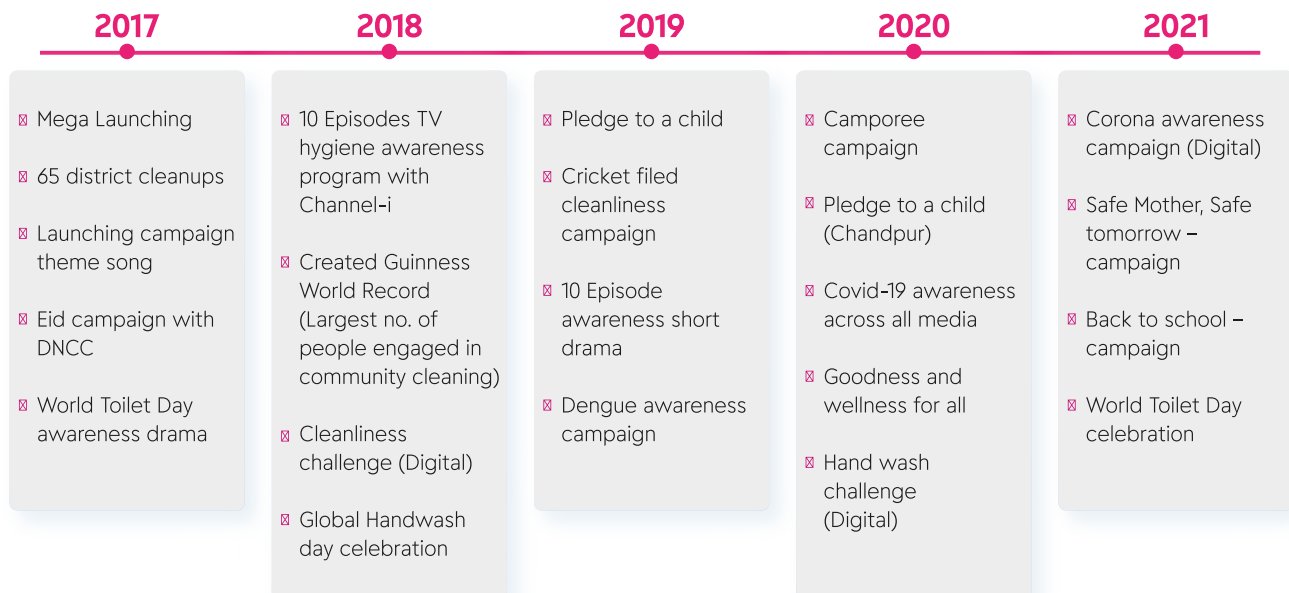 2017
Mega Launching
65 district cleanups
Launching campaign
theme song
Eid campaign with
DNCC
World Toilet Day
awareness drama
2018
10 Episodes TV
hygiene awareness
program with
Channel-i
Created Guinness
World Record
(Largest no. of
people engaged in
community cleaning)
Cleanliness
challenge (Digital)
Global Handwash
day celebration
2019
Pledge to a child
Cricket filed
cleanliness
campaign
10 Episode
awareness short
drama
Dengue awareness
campaign
2020
Camporee
campaign
Pledge to a child
(Chandpur)
Covid-19 awareness
across all media
Goodness and
wellness for all
Hand wash
challenge
(Digital)
2021
Corona awareness
campaign (Digital)
Safe Mother, Safe
tomorrow –
campaign
Back to school –
campaign
World Toilet Day
celebration